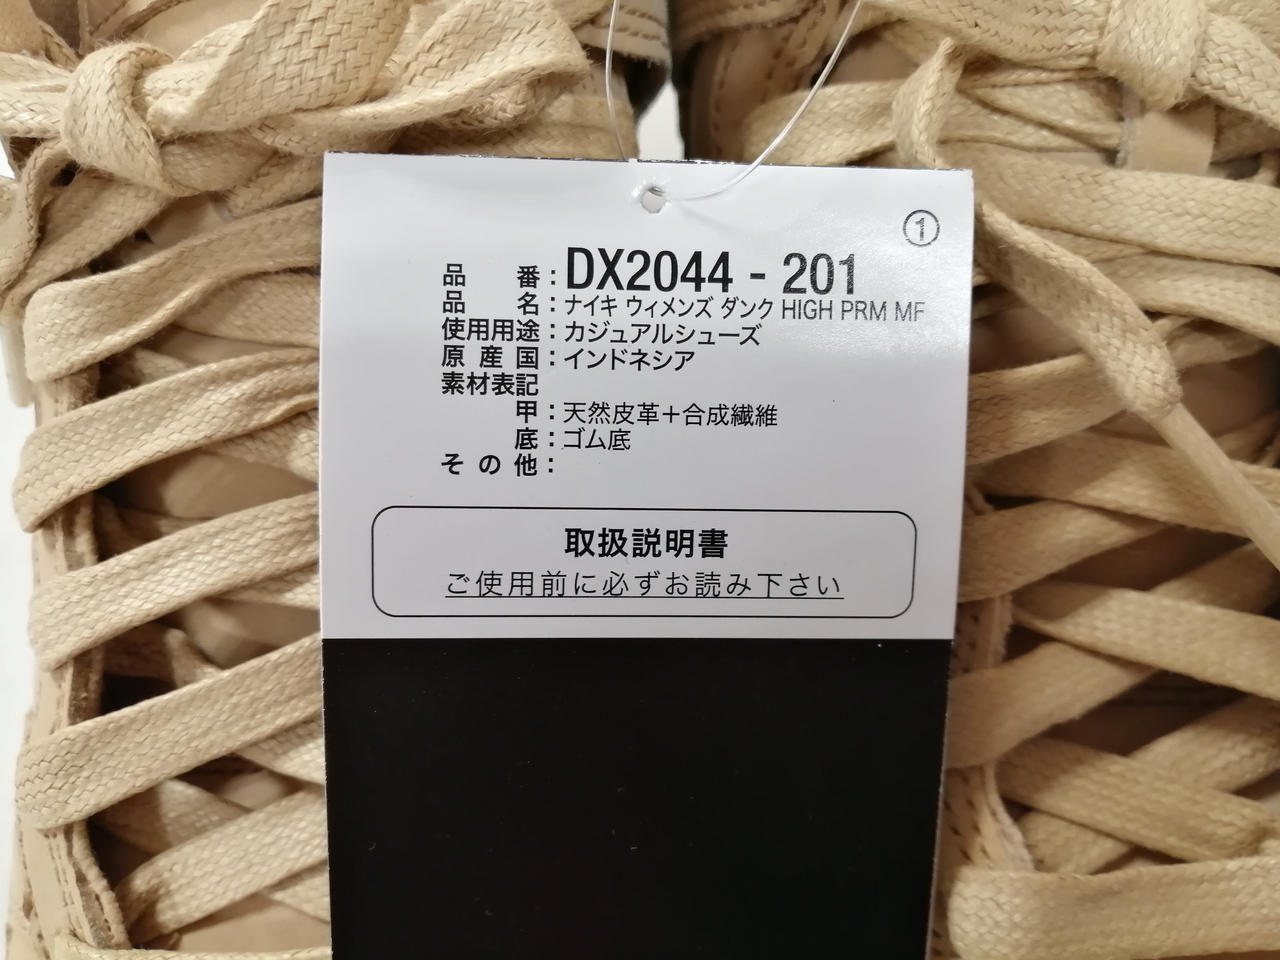 ①
品番：DX2044 - 201
品名：ナイキ ウィメンズ ダンク HIGH PRM MF
使用用途：カジュアルシューズ
原産国：インドネシア
素材表記
甲：天然皮革＋合成繊維
底：ゴム底
その他：
取扱説明書
ご使用前に必ずお読み下さい